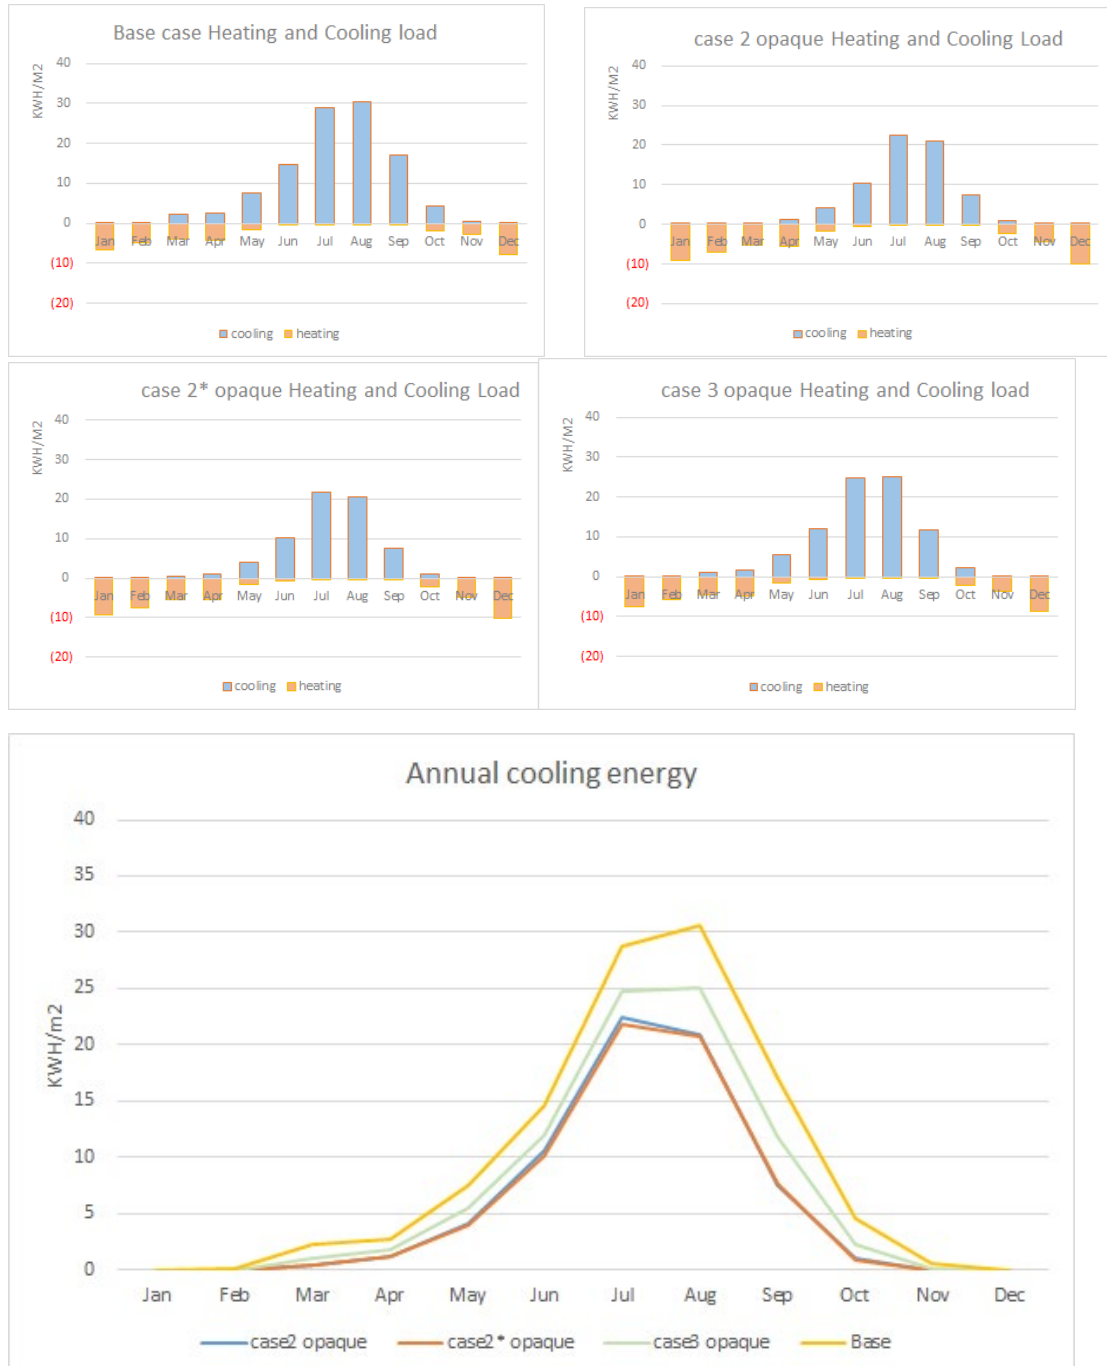 Base case Heating and Cooling load
KWH/M2
40
30
20
10
0
(10)
(20)
Jan Feb Mar Apr May Jun Jul Aug Sep Oct Nov Dec
cooling heating
case 2 opaque Heating and Cooling Load
KWH/M2
40
30
20
10
0
(10)
(20)
Jan Feb Mar Apr May Jun Jul Aug Sep Oct Nov Dec
cooling heating
case 2* opaque Heating and Cooling Load
KWH/M2
40
30
20
10
0
(10)
(20)
Jan Feb Mar Apr May Jun Jul Aug Sep Oct Nov Dec
cooling heating
case 3 opaque Heating and Cooling load
KWH/M2
40
30
20
10
0
(10)
(20)
Jan Feb Mar Apr May Jun Jul Aug Sep Oct Nov Dec
cooling heating
Annual cooling energy
KWH/m2
40
35
30
25
20
15
10
5
0
Jan Feb Mar Apr May Jun Jul Aug Sep Oct Nov Dec
case2 opaque case2* opaque case3 opaque Base